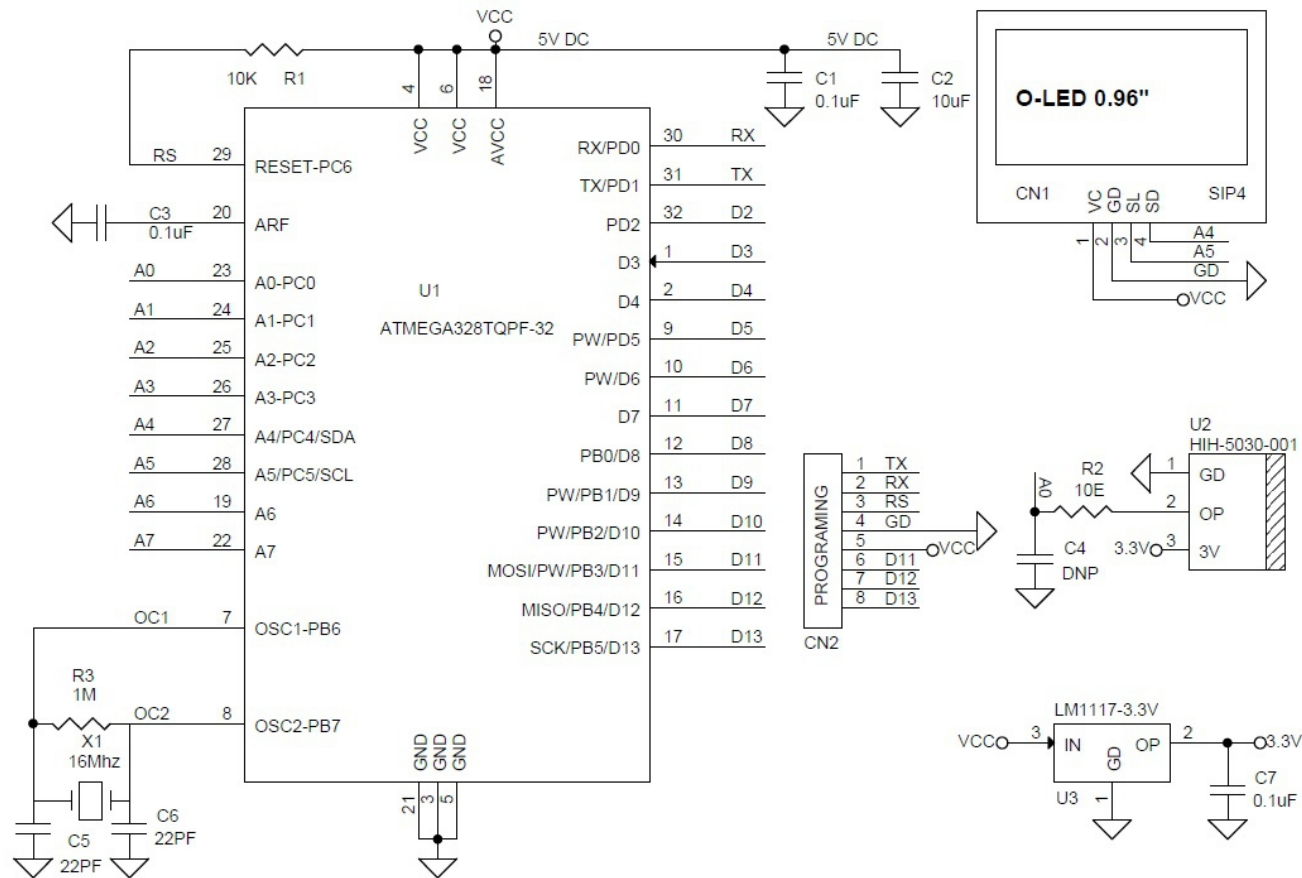 VCC
5V DC
5V DC
10K R1
4
6
18
VCC
VCC
AVCC
C1
0.1uF
C2
10uF
O-LED 0.96"
CN1
SIP4
VC
GD
SL
SD
1
2
3
4
A4
A5
GD
VCC
RS 29 RESET-PC6
C3
0.1uF
20 ARF
A0 23 A0-PC0
A1 24 A1-PC1
A2 25 A2-PC2
A3 26 A3-PC3
A4 27 A4/PC4/SDA
A5 28 A5/PC5/SCL
A6 19 A6
A7 22 A7
OC1 7 OSC1-PB6
OC2 8 OSC2-PB7
U1
ATMEGA328TQPF-32
RX/PD0 30 RX
TX/PD1 31 TX
PD2 32 D2
D3 1 D3
D4 2 D4
PW/PD5 9 D5
PW/D6 10 D6
D7 11 D7
PB0/D8 12 D8
PW/PB1/D9 13 D9
PW/PB2/D10 14 D10
MOSI/PW/PB3/D11 15 D11
MISO/PB4/D12 16 D12
SCK/PB5/D13 17 D13
GND
GND
GND
21
3
5
R3
1M
X1
16Mhz
C5
22PF
C6
22PF
PROGRAMING
1 TX
2 RX
3 RS
4 GD
5 VCC
6 D11
7 D12
8 D13
CN2
U2
HIH-5030-001
1 GD
2 OP
3.3V 3 3V
R2
10E
A0
C4
DNP
LM1117-3.3V
VCC 3 IN
OP 2 3.3V
GD
1
U3
C7
0.1uF